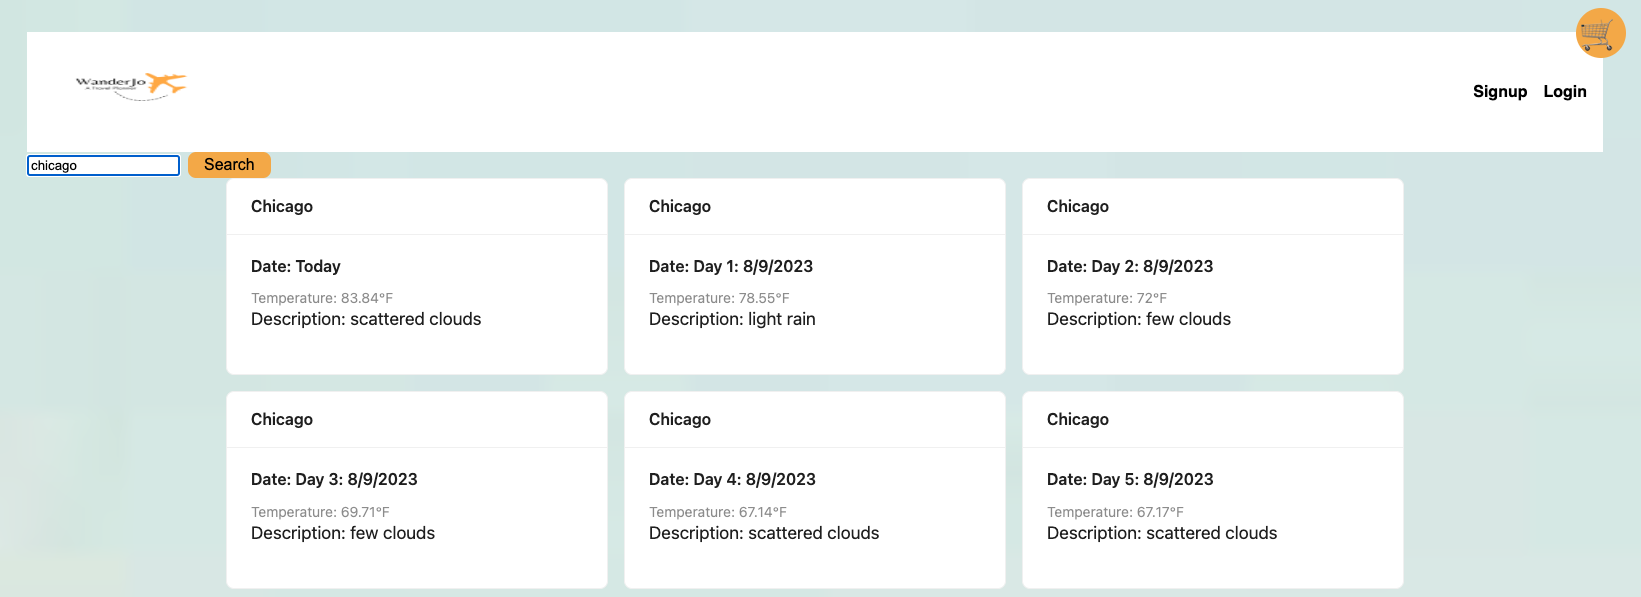 WanderJo
A Travel Planner
Signup Login
chicago Search
Chicago
Date: Today
Temperature: 83.84°F
Description: scattered clouds
Chicago
Date: Day 1: 8/9/2023
Temperature: 78.55°F
Description: light rain
Chicago
Date: Day 2: 8/9/2023
Temperature: 72°F
Description: few clouds
Chicago
Date: Day 3: 8/9/2023
Temperature: 69.71°F
Description: few clouds
Chicago
Date: Day 4: 8/9/2023
Temperature: 67.14°F
Description: scattered clouds
Chicago
Date: Day 5: 8/9/2023
Temperature: 67.17°F
Description: scattered clouds